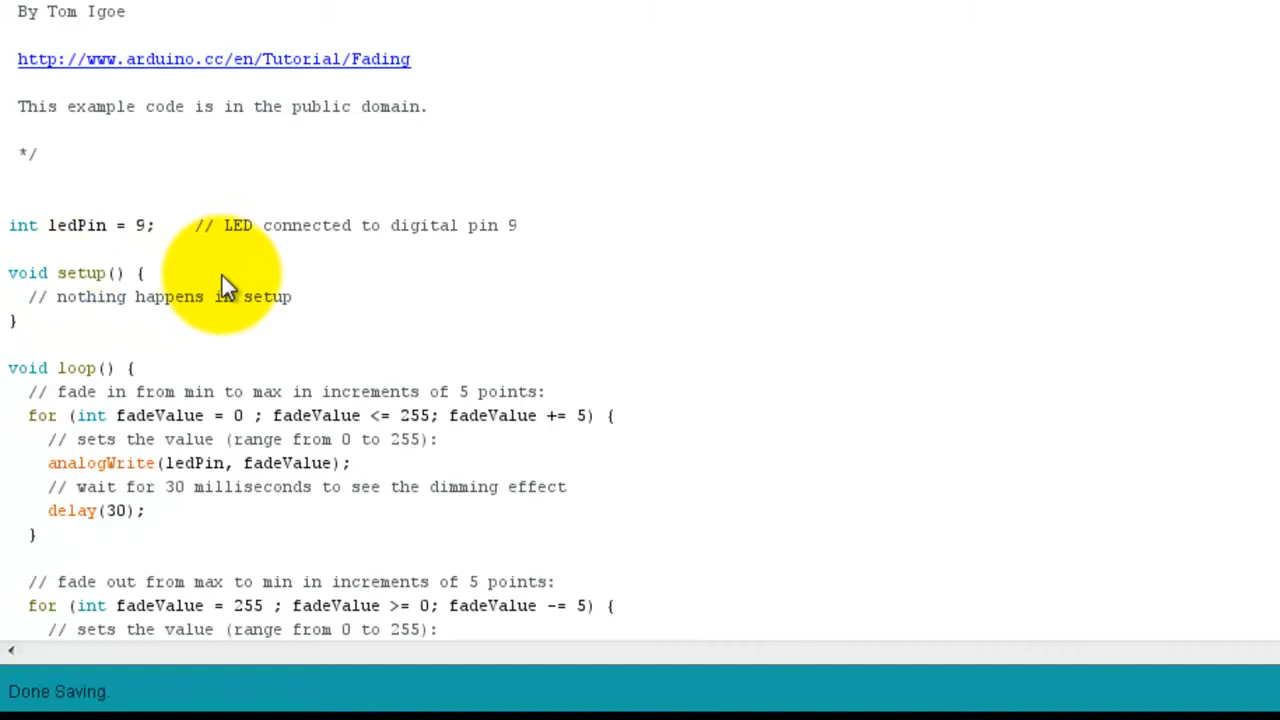 By Tom Igoe
http://www.arduino.cc/en/Tutorial/Fading
This example code is in the public domain.
*/
int ledPin = 9;    // LED connected to digital pin 9
void setup() {
  // nothing happens in setup
}
void loop() {
  // fade in from min to max in increments of 5 points:
  for (int fadeValue = 0 ; fadeValue <= 255; fadeValue += 5) {
    // sets the value (range from 0 to 255):
    analogWrite(ledPin, fadeValue);
    // wait for 30 milliseconds to see the dimming effect
    delay(30);
  }
  // fade out from max to min in increments of 5 points:
  for (int fadeValue = 255 ; fadeValue >= 0; fadeValue -= 5) {
    // sets the value (range from 0 to 255):
Done Saving.